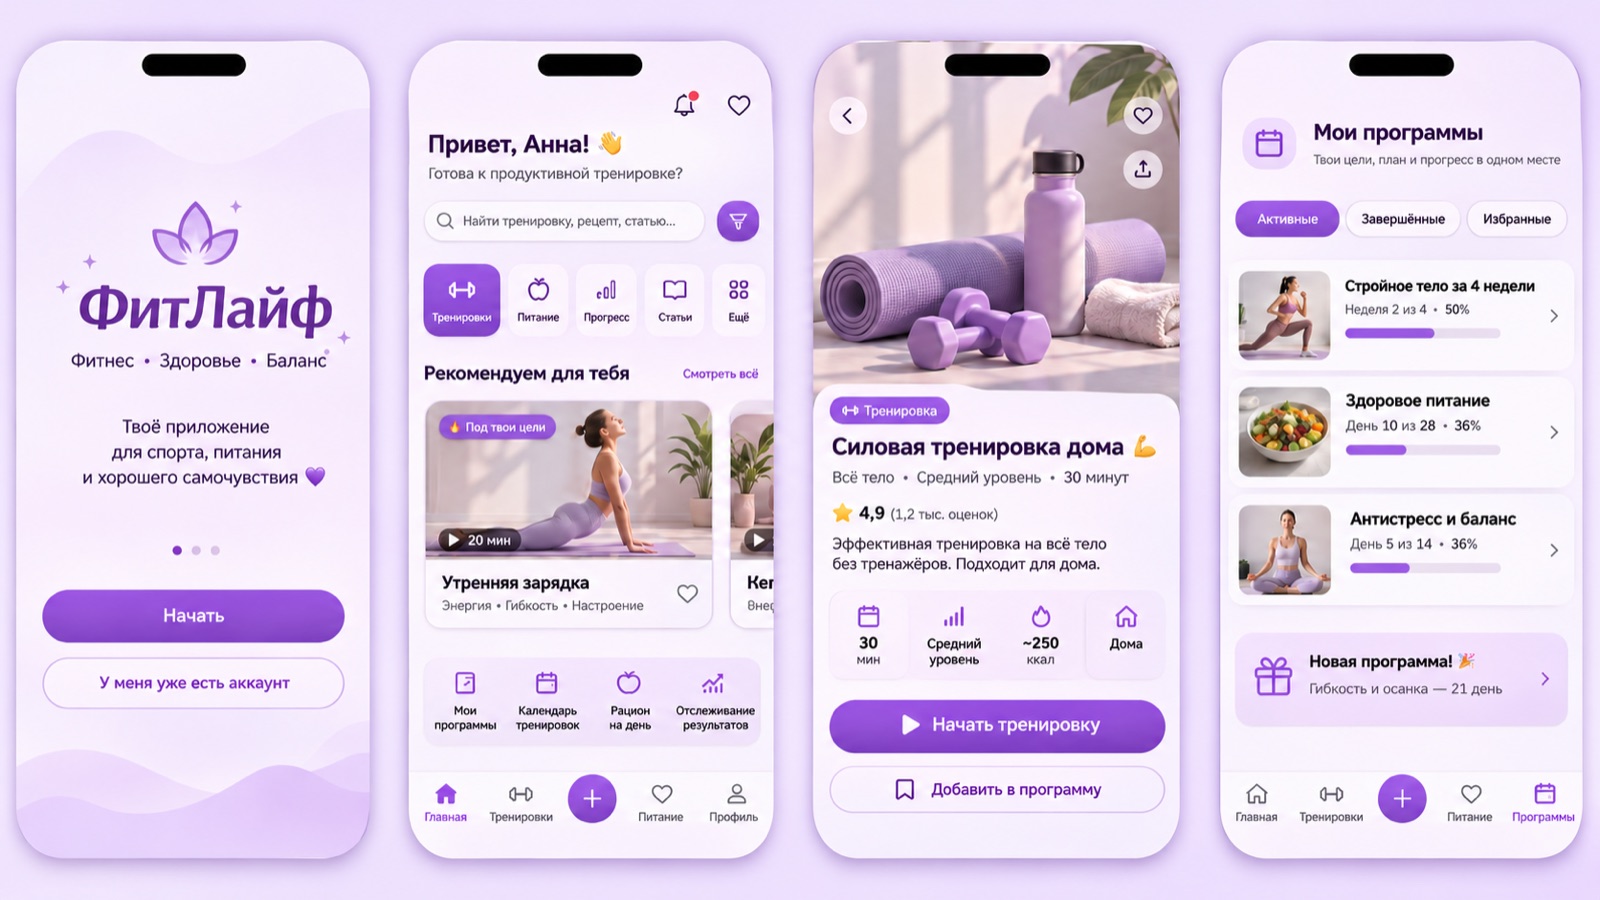 ФитЛайф
Фитнес • Здоровье • Баланс
Твоё приложение
для спорта, питания
и хорошего самочувствия 💜
Начать
У меня уже есть аккаунт
Привет, Анна! 👋
Готова к продуктивной тренировке?
Найти тренировку, рецепт, статью...
Тренировки
Питание
Прогресс
Статьи
Ещё
Рекомендуем для тебя
Смотреть всё
🔥 Под твои цели
20 мин
Утренняя зарядка
Энергия • Гибкость • Настроение
Мои
программы
Календарь
тренировок
Рацион
на день
Отслеживание
результатов
Главная
Тренировки
Питание
Профиль
Тренировка
Силовая тренировка дома 💪
Всё тело • Средний уровень • 30 минут
⭐ 4,9 (1,2 тыс. оценок)
Эффективная тренировка на всё тело
без тренажёров. Подходит для дома.
30
мин
Средний
уровень
~250
ккал
Дома
Начать тренировку
Добавить в программу
Мои программы
Твои цели, план и прогресс в одном месте
Активные
Завершённые
Избранные
Стройное тело за 4 недели
Неделя 2 из 4 • 50%
Здоровое питание
День 10 из 28 • 36%
Антистресс и баланс
День 5 из 14 • 36%
Новая программа! 🎉
Гибкость и осанка — 21 день
Главная
Тренировки
Питание
Программы